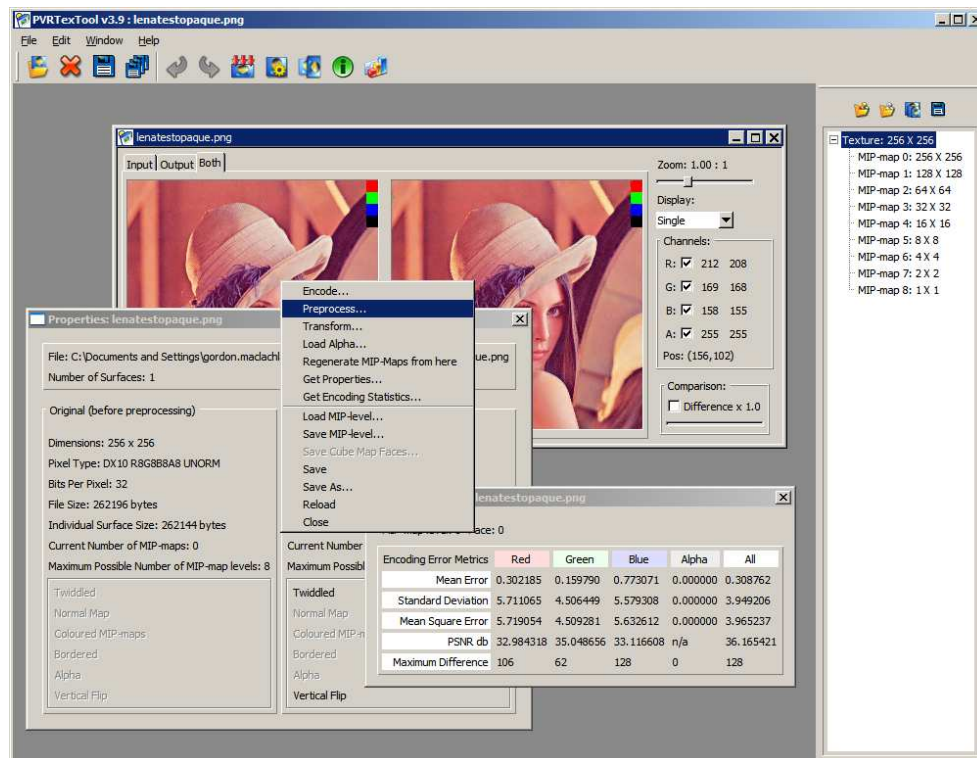 PVRTexTool v3.9 : lenatestopaque.png
File Edit Window Help
lenatestopaque.png
Input Output Both
Zoom: 1.00 : 1
Display:
Single
Channels:
R: 212 208
G: 169 168
B: 158 155
A: 255 255
Pos: (156,102)
Comparison:
Difference x 1.0
Texture: 256 X 256
MIP-map 0: 256 X 256
MIP-map 1: 128 X 128
MIP-map 2: 64 X 64
MIP-map 3: 32 X 32
MIP-map 4: 16 X 16
MIP-map 5: 8 X 8
MIP-map 6: 4 X 4
MIP-map 7: 2 X 2
MIP-map 8: 1 X 1
Encode...
Preprocess...
Transform...
Load Alpha...
Regenerate MIP-Maps from here
Get Properties...
Get Encoding Statistics...
Load MIP-level...
Save MIP-level...
Save Cube Map Faces...
Save
Save As...
Reload
Close
Properties: lenatestopaque.png
File: C:\Documents and Settings\gordon.maclachl
ue.png
Number of Surfaces: 1
Original (before preprocessing)
Dimensions: 256 x 256
Pixel Type: DX10 R8G8B8A8 UNORM
Bits Per Pixel: 32
File Size: 262196 bytes
Individual Surface Size: 262144 bytes
Current Number of MIP-maps: 0
Maximum Possible Number of MIP-map levels: 8
Twiddled
Normal Map
Coloured MIP-maps
Bordered
Alpha
Vertical Flip
Current Number
Maximum Possibl
Twiddled
Normal Map
Coloured MIP-m
Bordered
Alpha
Vertical Flip
lenatestopaque.png
ace: 0
Encoding Error Metrics Red Green Blue Alpha All
Mean Error 0.302185 0.159790 0.773071 0.000000 0.308762
Standard Deviation 5.711065 4.506449 5.579308 0.000000 3.949206
Mean Square Error 5.719054 4.509281 5.632612 0.000000 3.965237
PSNR db 32.984318 35.048656 33.116608 n/a 36.165421
Maximum Difference 106 62 128 0 128